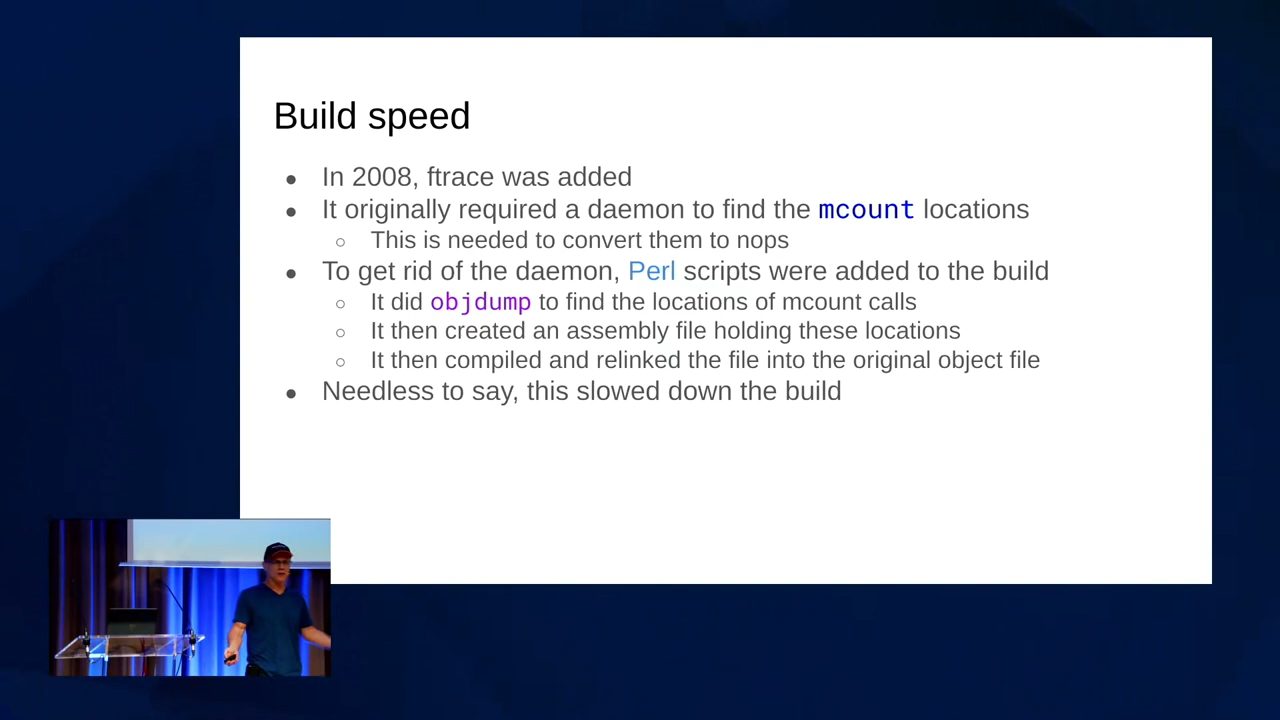 Build speed
● In 2008, ftrace was added
● It originally required a daemon to find the mcount locations
○ This is needed to convert them to nops
● To get rid of the daemon, Perl scripts were added to the build
○ It did objdump to find the locations of mcount calls
○ It then created an assembly file holding these locations
○ It then compiled and relinked the file into the original object file
● Needless to say, this slowed down the build